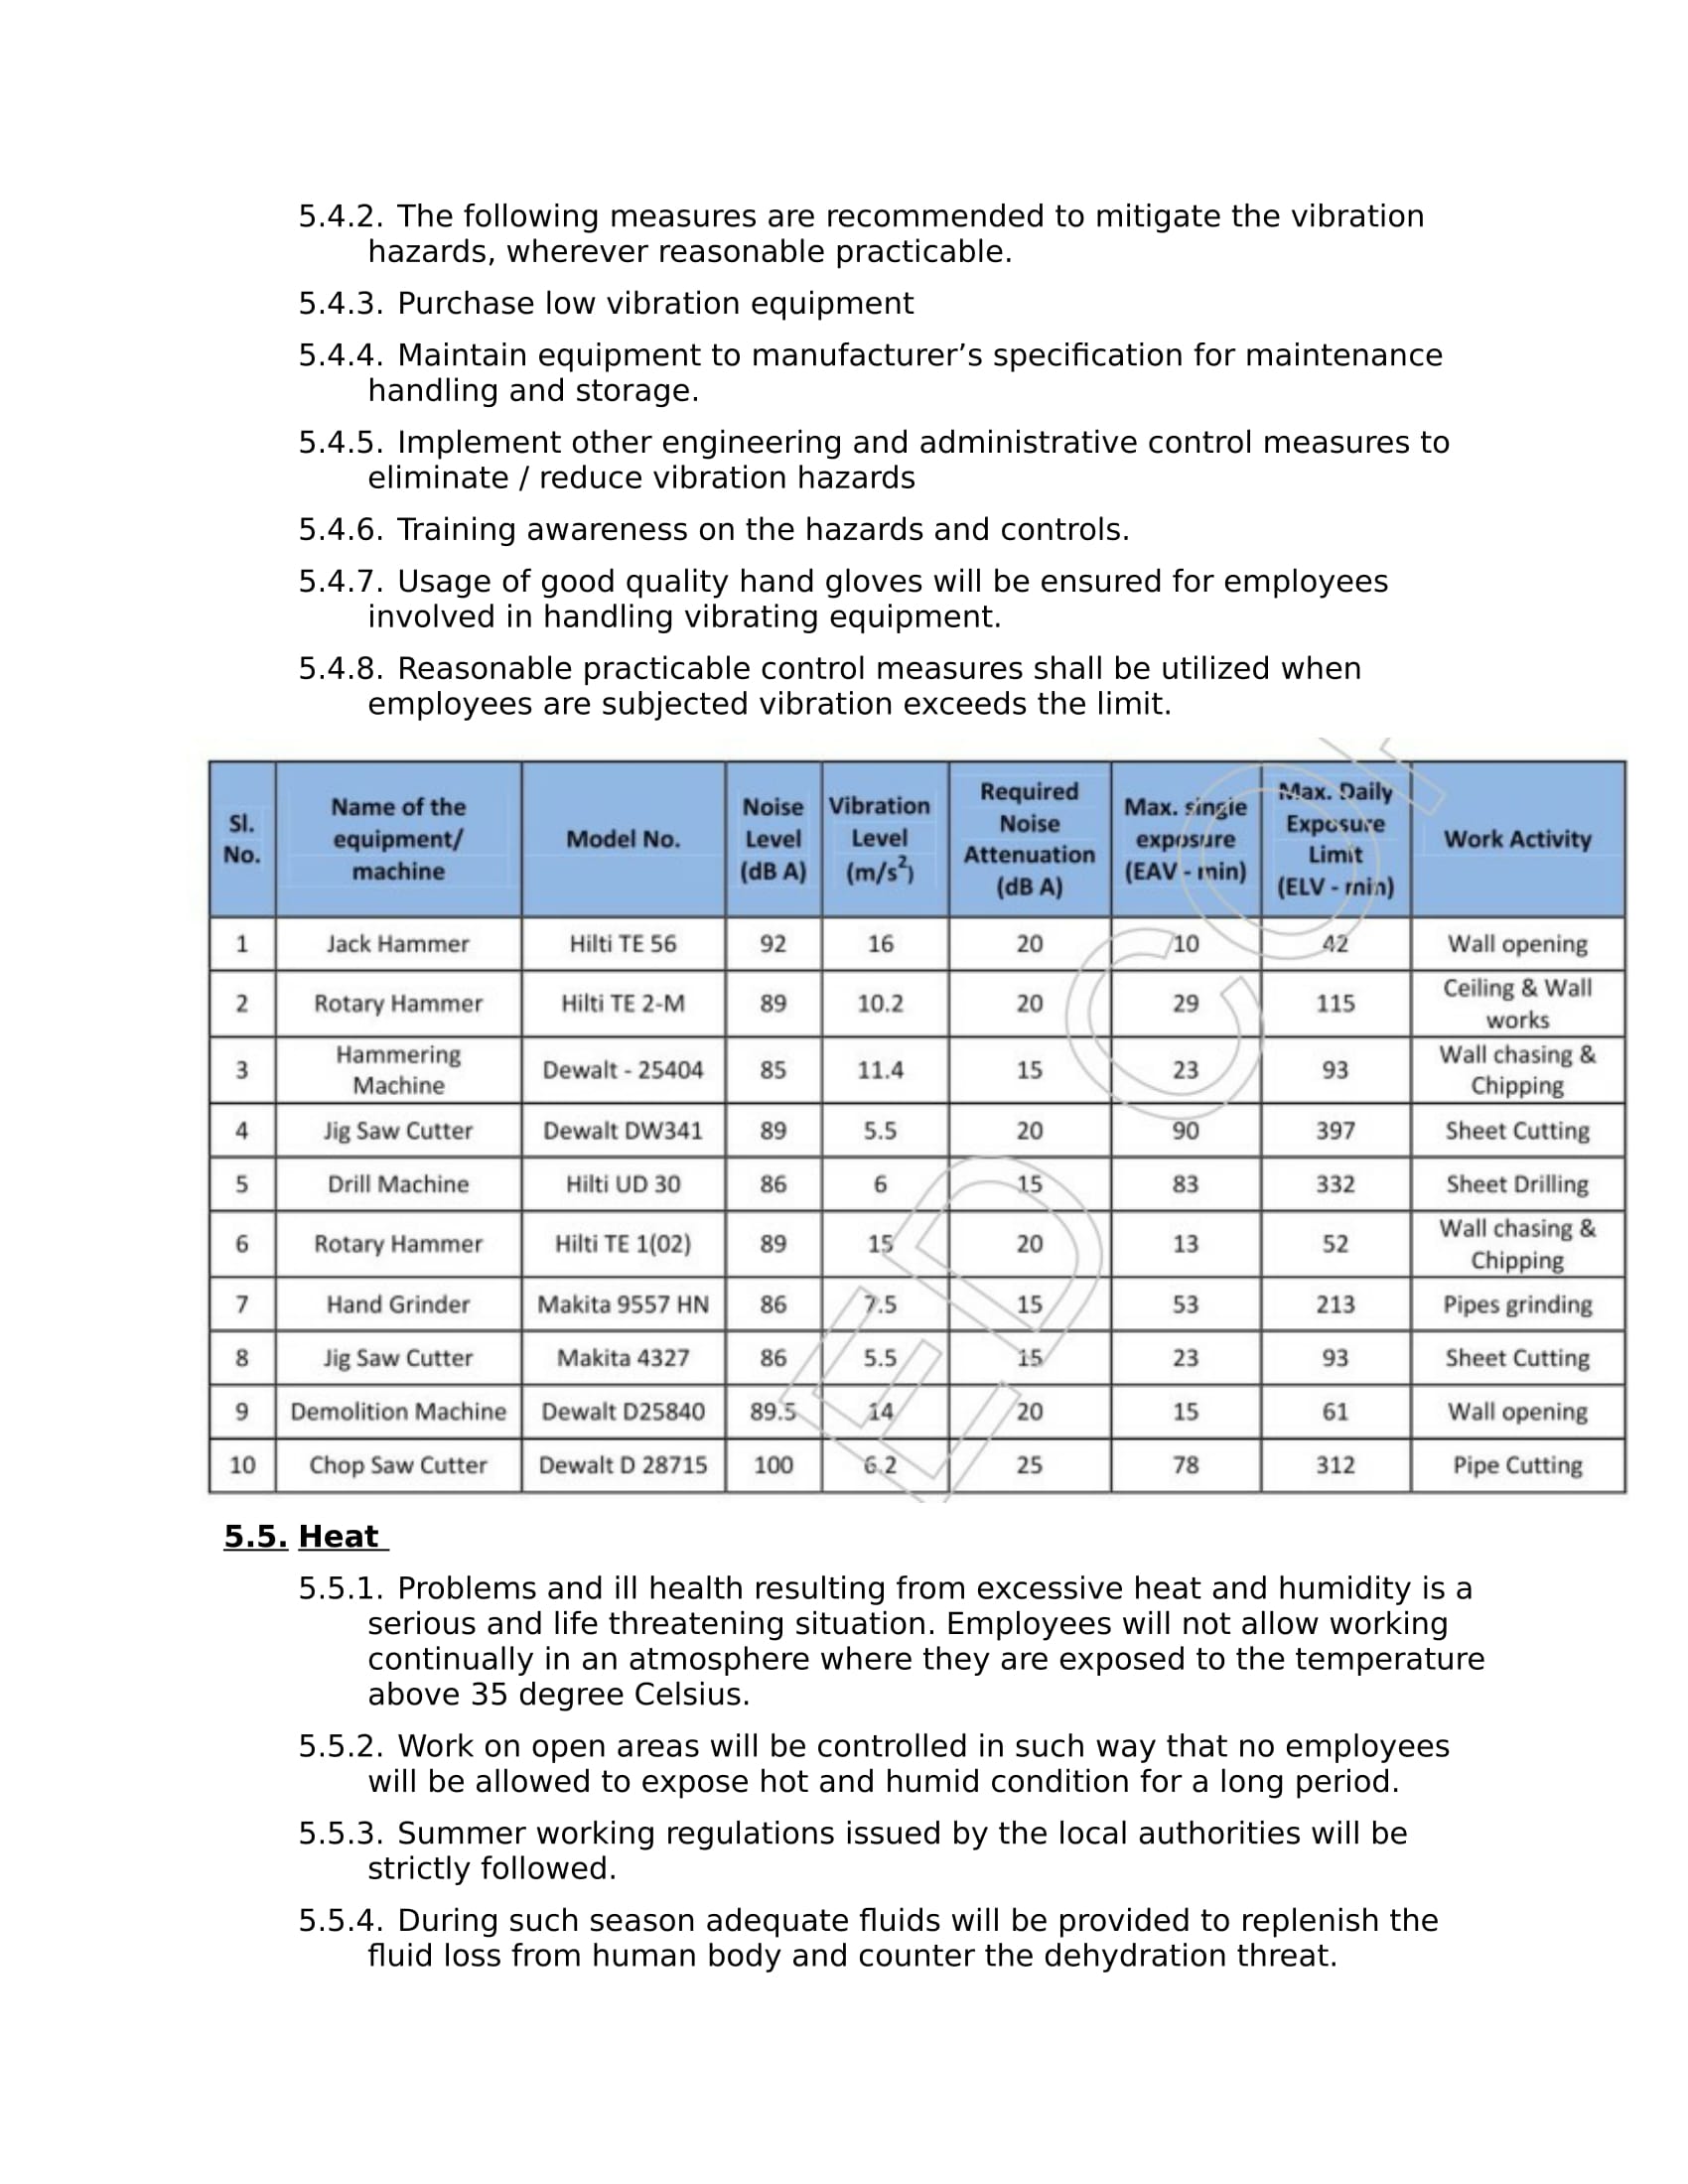 5.4.2. The following measures are recommended to mitigate the vibration
hazards, wherever reasonable practicable.
5.4.3. Purchase low vibration equipment
5.4.4. Maintain equipment to manufacturer’s specification for maintenance
handling and storage.
5.4.5. Implement other engineering and administrative control measures to
eliminate / reduce vibration hazards
5.4.6. Training awareness on the hazards and controls.
5.4.7. Usage of good quality hand gloves will be ensured for employees
involved in handling vibrating equipment.
5.4.8. Reasonable practicable control measures shall be utilized when
employees are subjected vibration exceeds the limit.
Sl. No. Name of the equipment/ machine Model No. Noise Level (dB A) Vibration Level (m/s²) Required Noise Attenuation (dB A) Max. single exposure (EAV - min) Max. Daily Exposure Limit (ELV - min) Work Activity
1 Jack Hammer Hilti TE 56 92 16 20 10 42 Wall opening
2 Rotary Hammer Hilti TE 2-M 89 10.2 20 29 115 Ceiling & Wall works
3 Hammering Machine Dewalt - 25404 85 11.4 15 23 93 Wall chasing & Chipping
4 Jig Saw Cutter Dewalt DW341 89 5.5 20 90 397 Sheet Cutting
5 Drill Machine Hilti UD 30 86 6 15 83 332 Sheet Drilling
6 Rotary Hammer Hilti TE 1(02) 89 15 20 13 52 Wall chasing & Chipping
7 Hand Grinder Makita 9557 HN 86 7.5 15 53 213 Pipes grinding
8 Jig Saw Cutter Makita 4327 86 5.5 15 23 93 Sheet Cutting
9 Demolition Machine Dewalt D25840 89.5 14 20 15 61 Wall opening
10 Chop Saw Cutter Dewalt D 28715 100 6.2 25 78 312 Pipe Cutting
5.5. Heat
5.5.1. Problems and ill health resulting from excessive heat and humidity is a
serious and life threatening situation. Employees will not allow working
continually in an atmosphere where they are exposed to the temperature
above 35 degree Celsius.
5.5.2. Work on open areas will be controlled in such way that no employees
will be allowed to expose hot and humid condition for a long period.
5.5.3. Summer working regulations issued by the local authorities will be
strictly followed.
5.5.4. During such season adequate fluids will be provided to replenish the
fluid loss from human body and counter the dehydration threat.